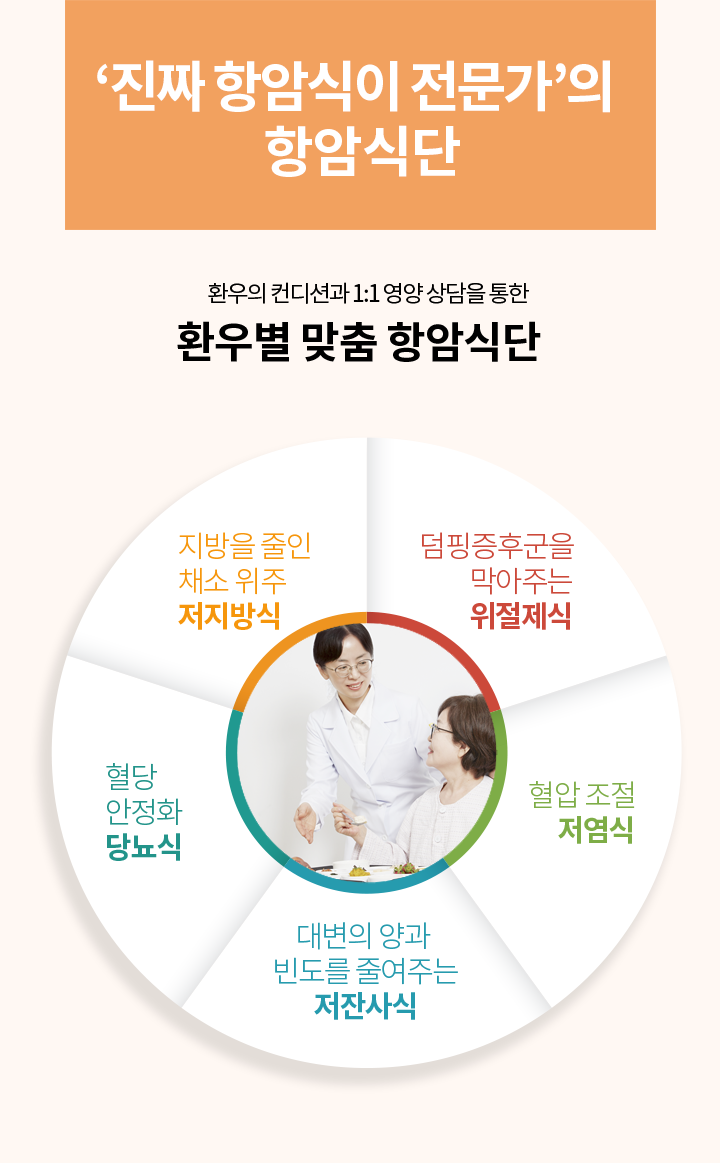 ‘진짜 항암식이 전문가’의
항암식단
환우의 컨디션과 1:1 영양 상담을 통한
환우별 맞춤 항암식단
지방을 줄인
채소 위주
저지방식
덤핑증후군을
막아주는
위절제식
혈당
안정화
당뇨식
혈압 조절
저염식
대변의 양과
빈도를 줄여주는
저잔사식